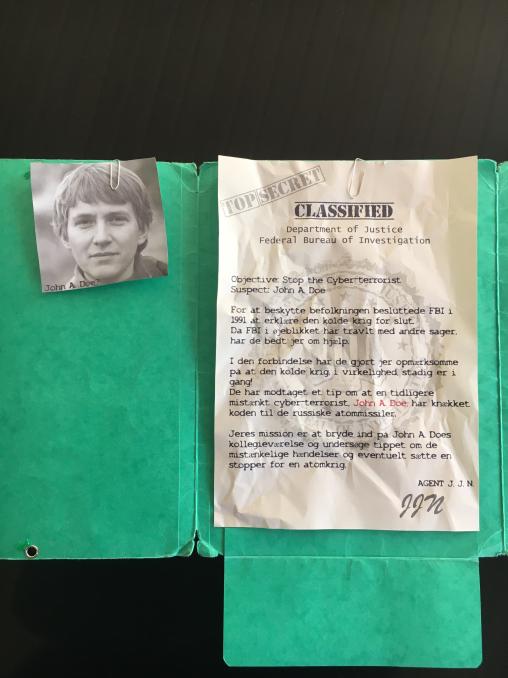 John A. Doe
TOP SECRET
CLASSIFIED
Department of Justice
Federal Bureau of Investigation
Objective: Stop the Cyberterrorist
Suspect: John A. Doe
For at beskytte befolkningen besluttede FBI i
1991 at erklære den kolde krig for slut.
Da FBI i øjeblikket har travlt med andre sager,
har de bedt jer om hjælp.
I den forbindelse har de gjort jer opmærksomme
på at den kolde krig, i virkelighed, stadig er i
gang!
De har modtaget et tip om at en tidligere
mistænkt cyberterrorist, John A. Doe, har knækket
koden til de russiske atommissiler.
Jeres mission er at bryde ind på John A. Does
kollegieværelse og undersøge tippet om de
mistænkelige hændelser og eventuelt sætte en
stopper for en atomkrig.
AGENT J. J. N.
JJN